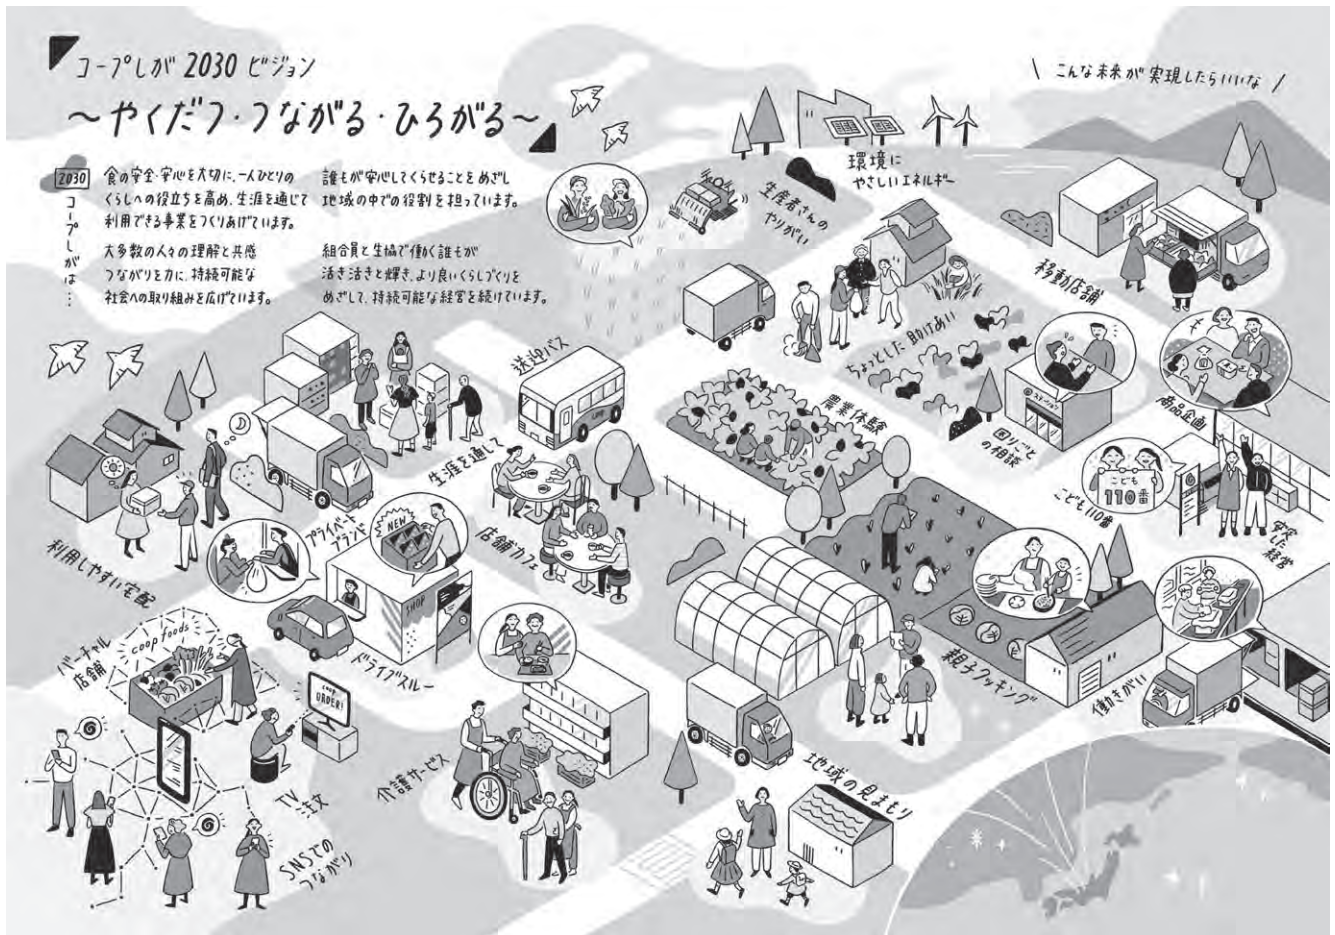 コープしが 2030 ビジョン
〜やくだつ・つながる・ひろがる〜
こんな未来が実現したらいいな
2030
コープしがは…
食の安全・安心を大切に、一人ひとりの
くらしへの役立ちを高め、生涯を通じて
利用できる事業をつくりあげています。
大多数の人々の理解と共感
つながりを力に、持続可能な
社会への取り組みを広げています。
誰もが安心してくらせることをめざし
地域の中での役割を担っています。
組合員と生協で働く誰もが
活き活きと輝き、より良いくらしづくりを
めざして、持続可能な経営を続けています。
環境に
やさしいエネルギー
生産者さんの
やりがい
移動店舗
ちょっとした助けあい
送迎バス
農業体験
困りごと
の相談
商品企画
こども
110番
こども110番
安定した
経営
生涯を通じて
店舗カフェ
プライベート
ブランド
NEW
SHOP
利用しやすい宅配
ドライブスルー
バーチャル
店舗
coop foods
coop
ORDER!
TV
注文
SNSでの
つながり
介護サービス
親子クッキング
働きがい
地域の見まもり